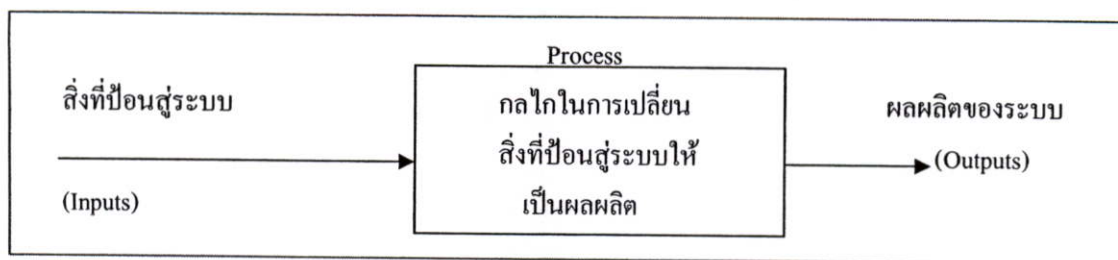 Process
สิ่งที่ป้อนสู่ระบบ
(Inputs)
กลไกในการเปลี่ยน
สิ่งที่ป้อนสู่ระบบให้
เป็นผลผลิต
ผลผลิตของระบบ
(Outputs)